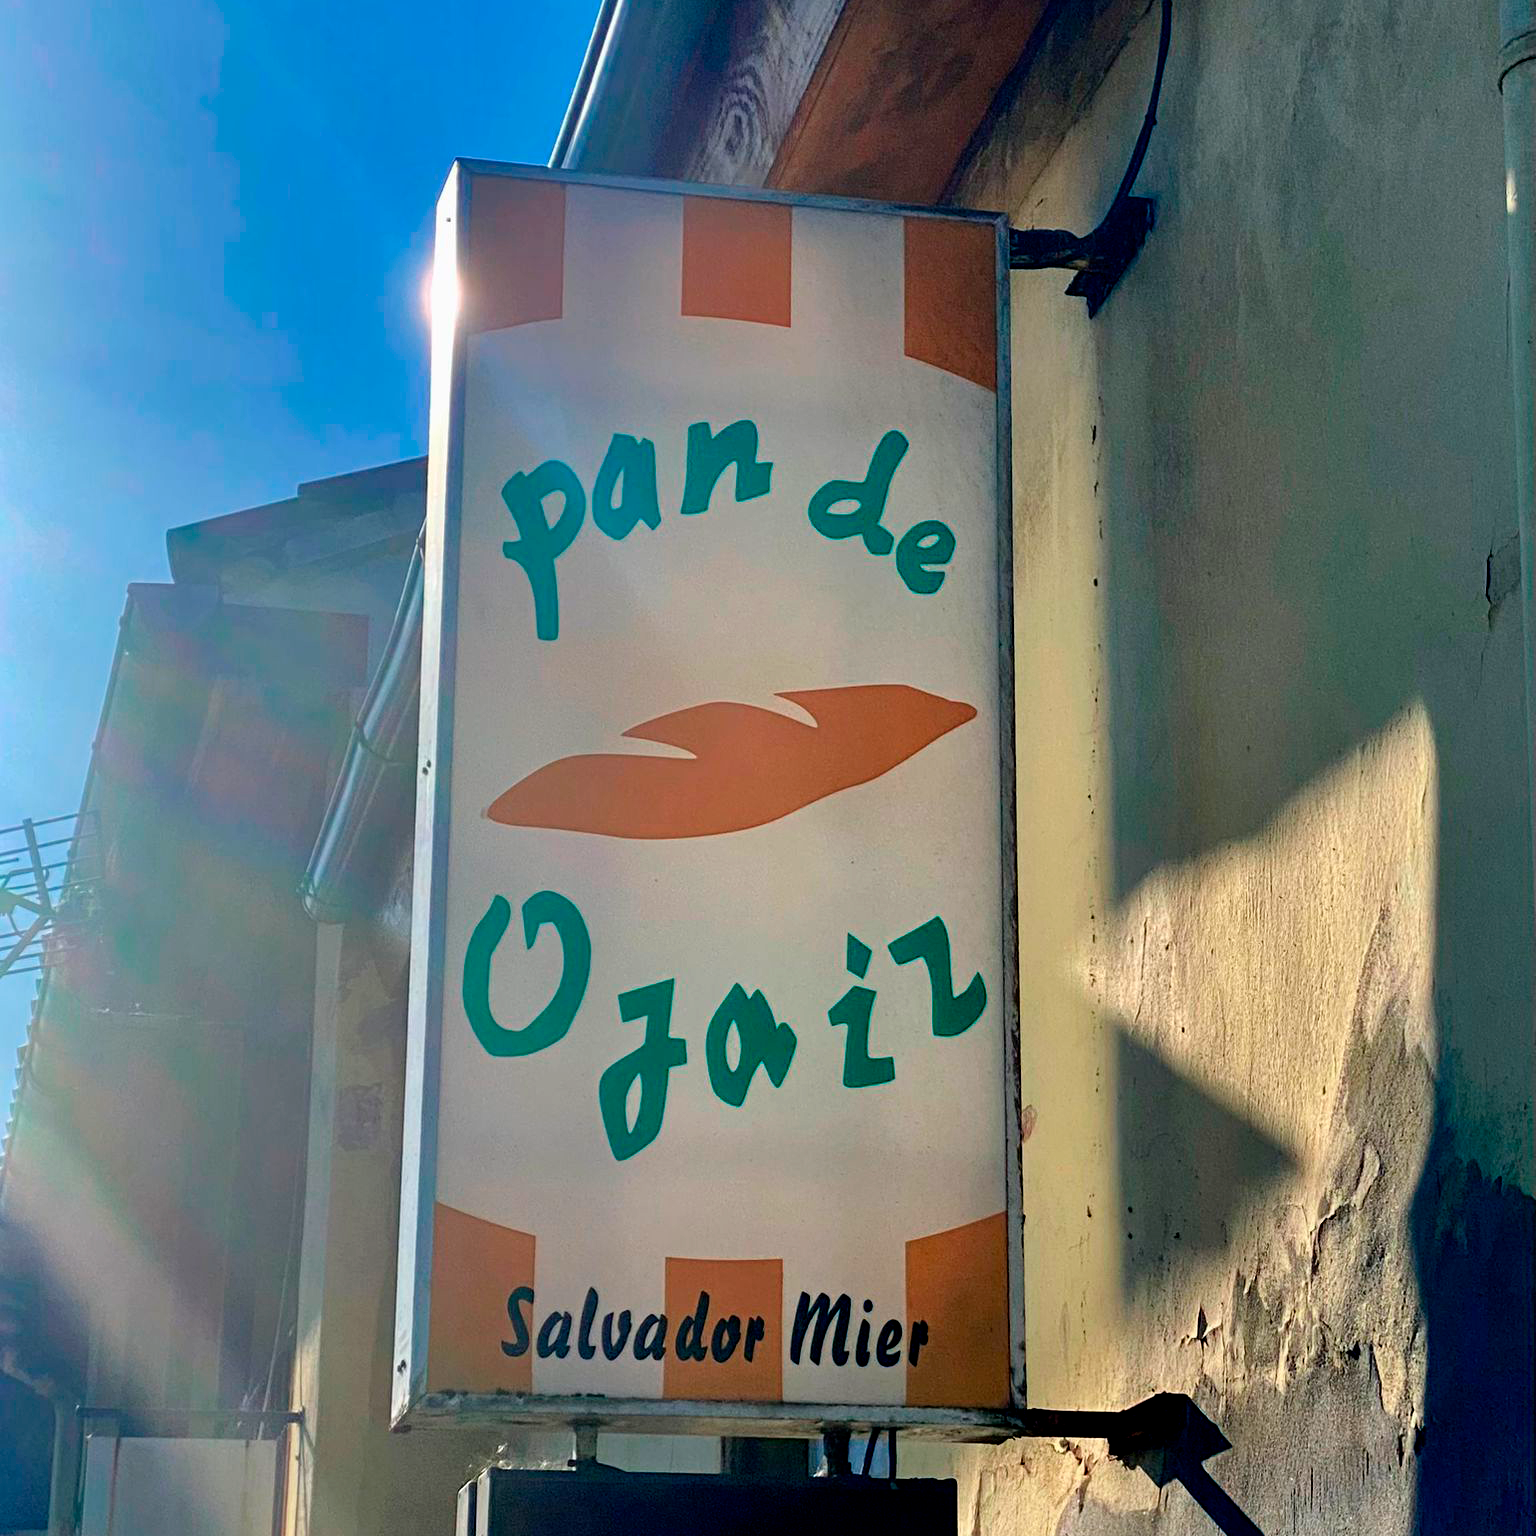 pan de
Ojaiz
Salvador Mier